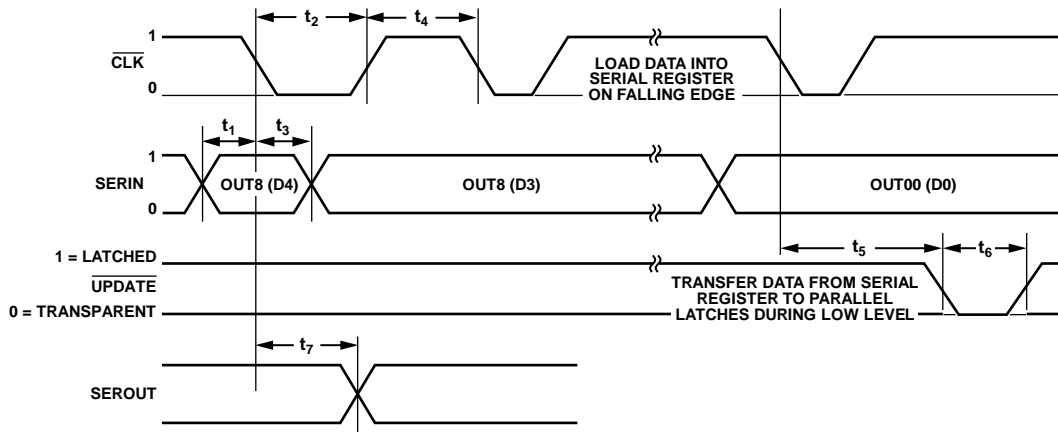 t2
t4
1
CLK
0
LOAD DATA INTO
SERIAL REGISTER
ON FALLING EDGE
t1
t3
1
SERIN
0
OUT8 (D4)
OUT8 (D3)
OUT00 (D0)
t5
t6
1 = LATCHED
UPDATE
0 = TRANSPARENT
TRANSFER DATA FROM SERIAL
REGISTER TO PARALLEL
LATCHES DURING LOW LEVEL
t7
SEROUT